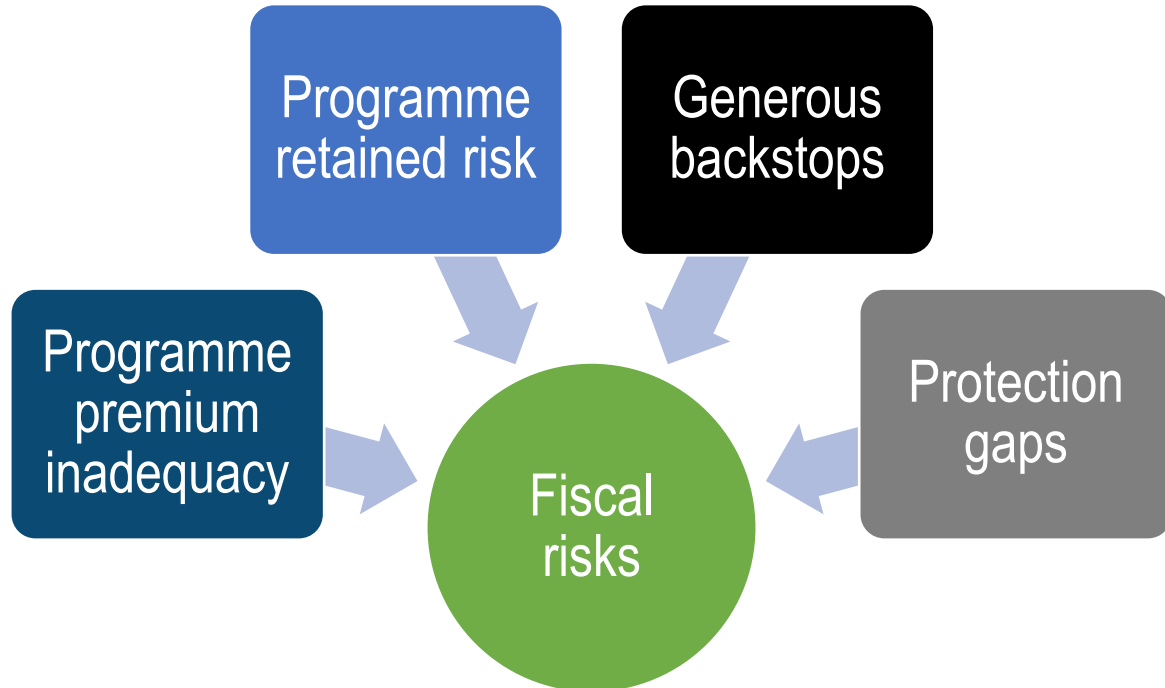 Programme
retained risk
Generous
backstops
Programme
premium
inadequacy
Protection
gaps
Fiscal
risks